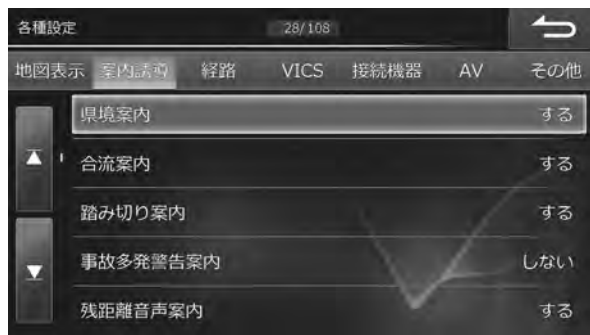 各種設定 28/108
地図表示 案内誘導 経路 VICS 接続機器 AV その他
県境案内 する
合流案内 する
踏み切り案内 する
事故多発警告案内 しない
残距離音声案内 する